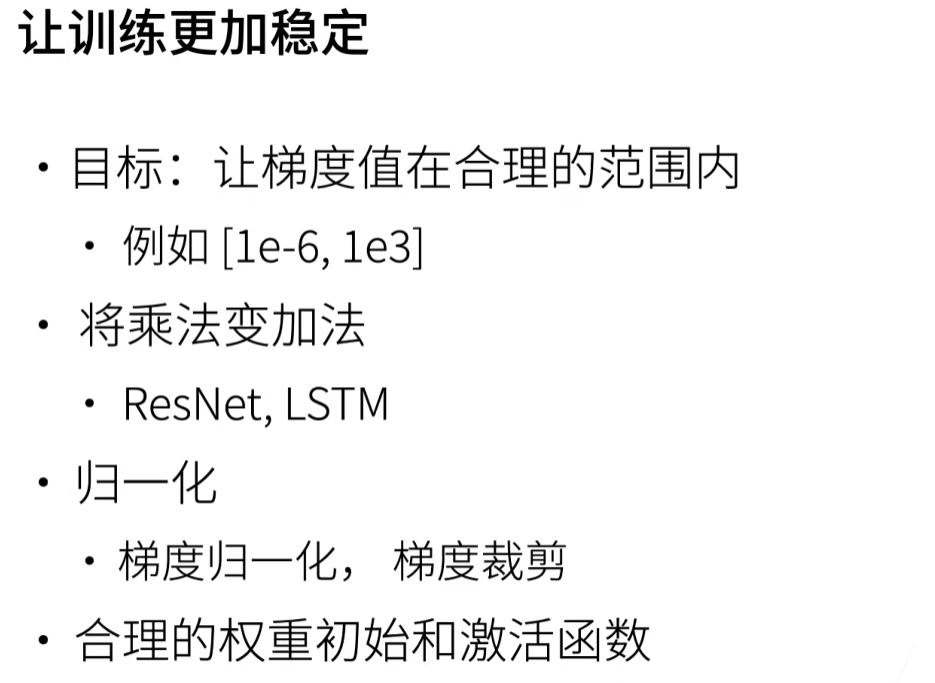 让训练更加稳定
• 目标：让梯度值在合理的范围内
• 例如 [1e-6, 1e3]
• 将乘法变加法
• ResNet, LSTM
• 归一化
• 梯度归一化， 梯度裁剪
• 合理的权重初始和激活函数